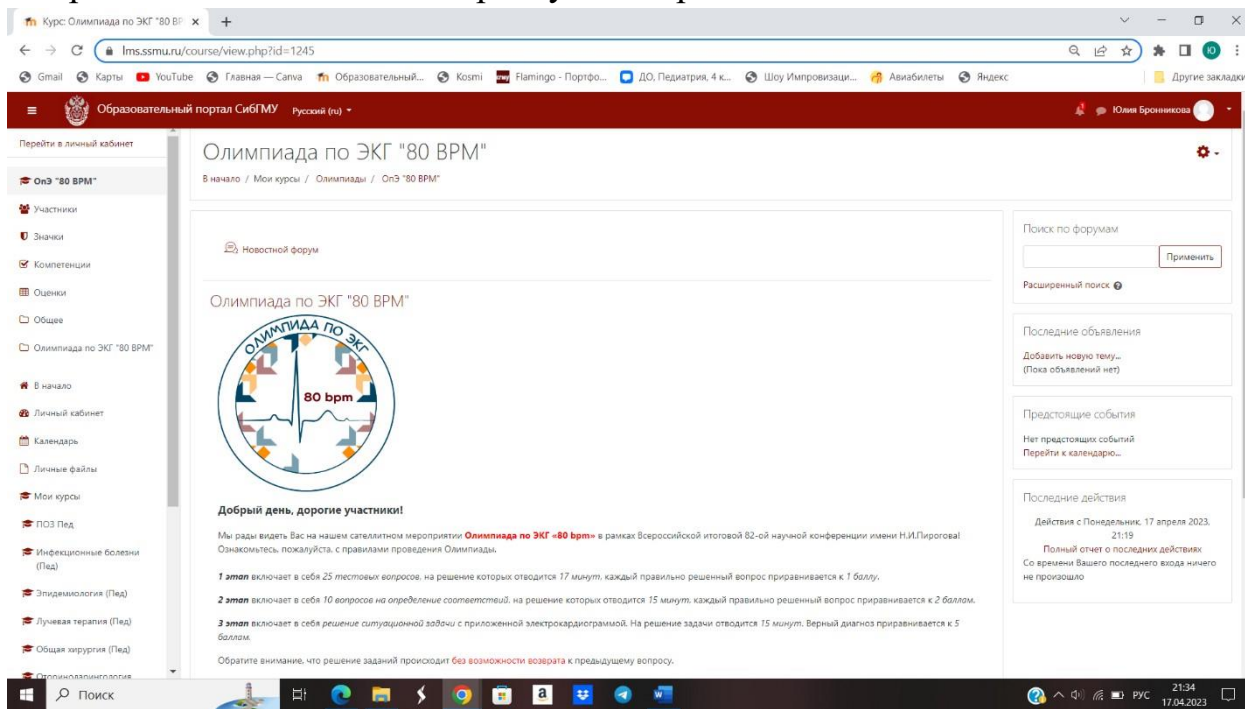 Курс: Олимпиада по ЭКГ "80 BP
lms.ssmu.ru/course/view.php?id=1245
Gmail Карты YouTube Главная — Canva Образовательный... Kosmi Flamingo - Портфо... ДО, Педиатрия, 4 к... Шоу Импровизаци... Авиабилеты Яндекс Другие закладки
Образовательный портал СибГМУ Русский (ru) Юлия Бронникова
Перейти в личный кабинет
ОпЭ "80 BPM"
Участники
Значки
Компетенции
Оценки
Общее
Олимпиада по ЭКГ "80 BPM"
В начало
Личный кабинет
Календарь
Личные файлы
Мои курсы
ПОЗ Пед
Инфекционные болезни
(Пед)
Эпидемиология (Пед)
Лучевая терапия (Пед)
Общая хирургия (Пед)
Оториноларингология
Олимпиада по ЭКГ "80 BPM"
В начало / Мои курсы / Олимпиады / ОпЭ "80 BPM"
Новостной форум
Олимпиада по ЭКГ "80 BPM"
ОЛИМПИАДА ПО ЭКГ
80 bpm
Добрый день, дорогие участники!
Мы рады видеть Вас на нашем сателлитном мероприятии Олимпиада по ЭКГ «80 bpm» в рамках Всероссийской итоговой 82-ой научной конференции имени Н.И.Пирогова!
Ознакомьтесь, пожалуйста, с правилами проведения Олимпиады.
1 этап включает в себя 25 тестовых вопросов, на решение которых отводится 17 минут, каждый правильно решенный вопрос приравнивается к 1 баллу.
2 этап включает в себя 10 вопросов на определение соответствий, на решение которых отводится 15 минут, каждый правильно решенный вопрос приравнивается к 2 баллам.
3 этап включает в себя решение ситуационной задачи с приложенной электрокардиограммой. На решение задачи отводится 15 минут. Верный диагноз приравнивается к 5
баллам.
Обратите внимание, что решение заданий происходит без возможности возврата к предыдущему вопросу.
Поиск по форумам
Применить
Расширенный поиск
Последние объявления
Добавить новую тему...
(Пока объявлений нет)
Предстоящие события
Нет предстоящих событий
Перейти к календарю...
Последние действия
Действия с Понедельник, 17 апреля 2023,
21:19
Полный отчет о последних действиях
Со времени Вашего последнего входа ничего
не произошло
Поиск
РУС
21:34
17.04.2023